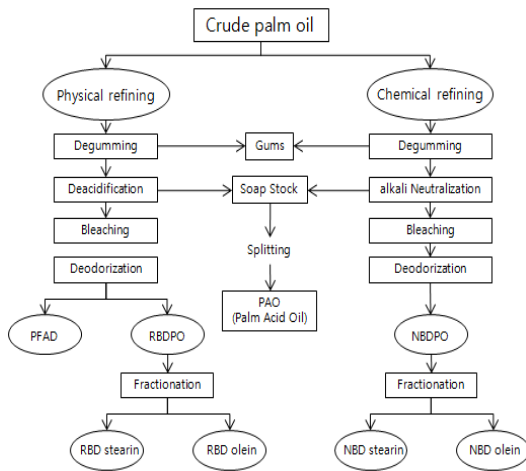 Crude palm oil
Physical refining
Chemical refining
Degumming
Gums
Degumming
Deacidification
Soap Stock
alkali Neutralization
Bleaching
Bleaching
Splitting
Deodorization
Deodorization
PAO
(Palm Acid Oil)
PFAD
RBDPO
NBDPO
Fractionation
Fractionation
RBD stearin
RBD olein
NBD stearin
NBD olein